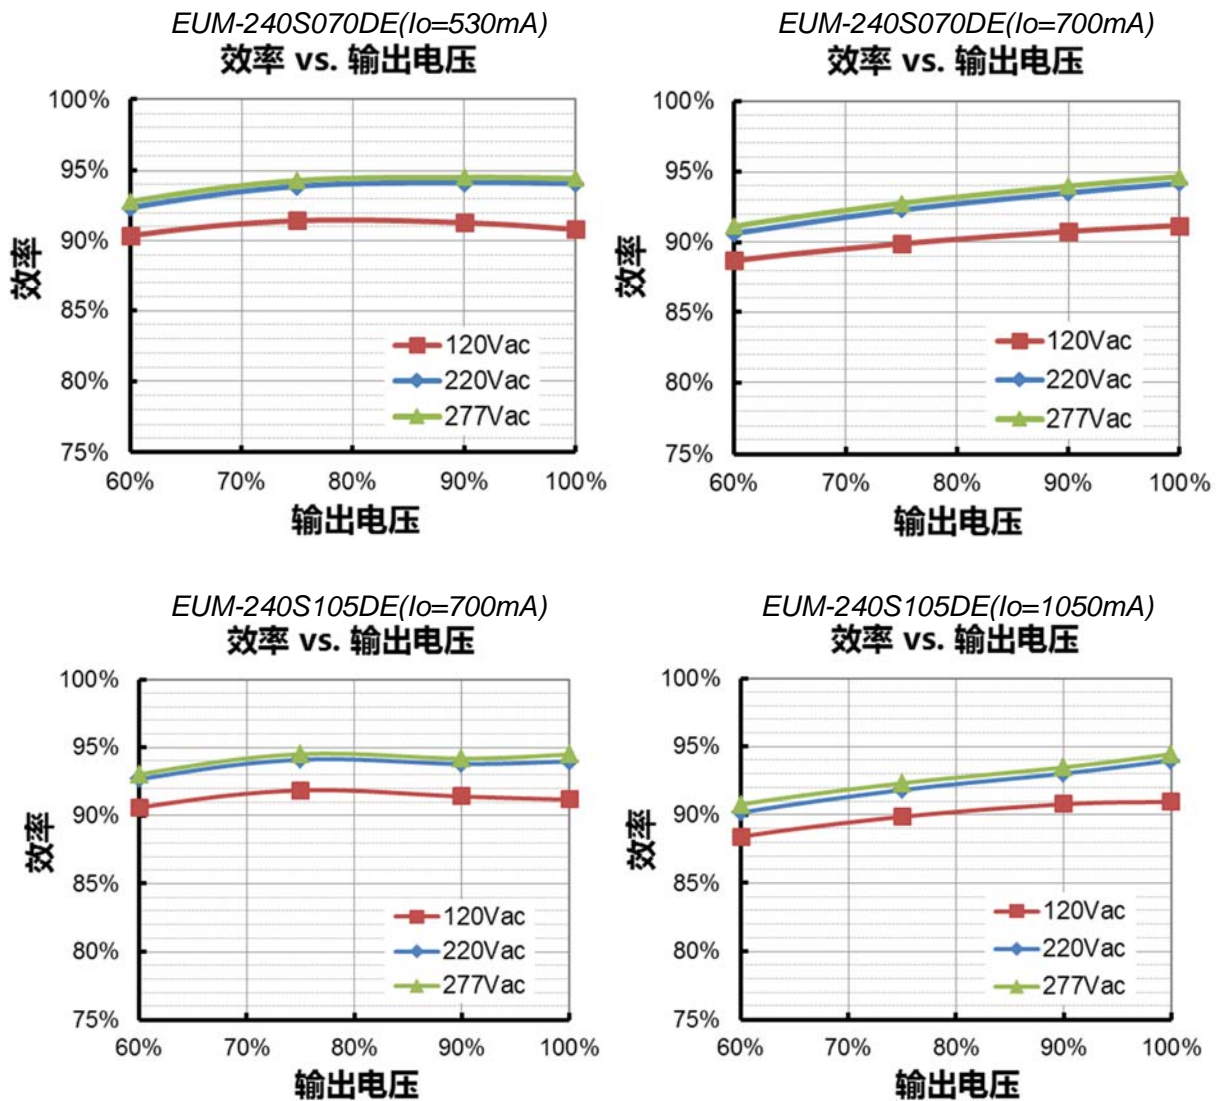 EUM-240S070DE(Io=530mA)
效率 vs. 输出电压
100%
95%
90%
85%
80%
75%
效率
120Vac
220Vac
277Vac
60%
70%
80%
90%
100%
输出电压
EUM-240S070DE(Io=700mA)
效率 vs. 输出电压
100%
95%
90%
85%
80%
75%
效率
120Vac
220Vac
277Vac
60%
70%
80%
90%
100%
输出电压
EUM-240S105DE(Io=700mA)
效率 vs. 输出电压
100%
95%
90%
85%
80%
75%
效率
120Vac
220Vac
277Vac
60%
70%
80%
90%
100%
输出电压
EUM-240S105DE(Io=1050mA)
效率 vs. 输出电压
100%
95%
90%
85%
80%
75%
效率
120Vac
220Vac
277Vac
60%
70%
80%
90%
100%
输出电压